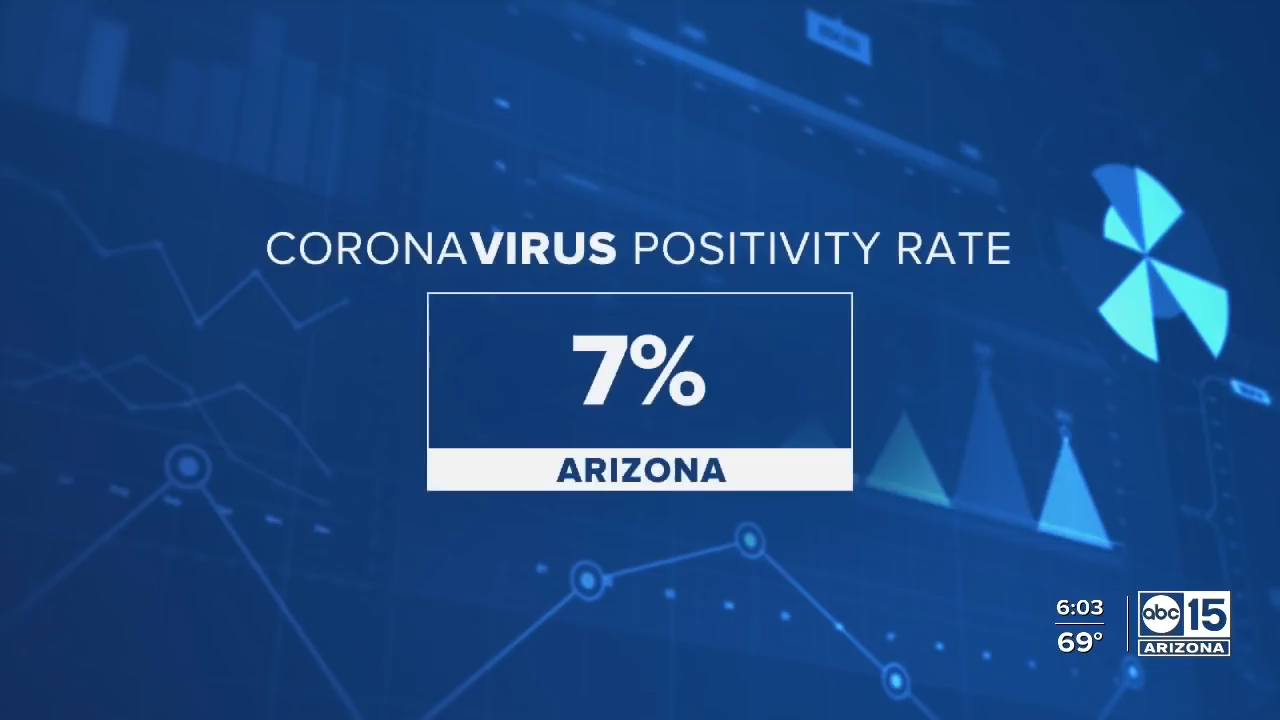 CORONAVIRUS POSITIVITY RATE
7%
ARIZONA
6:03
69°
abc 15
ARIZONA